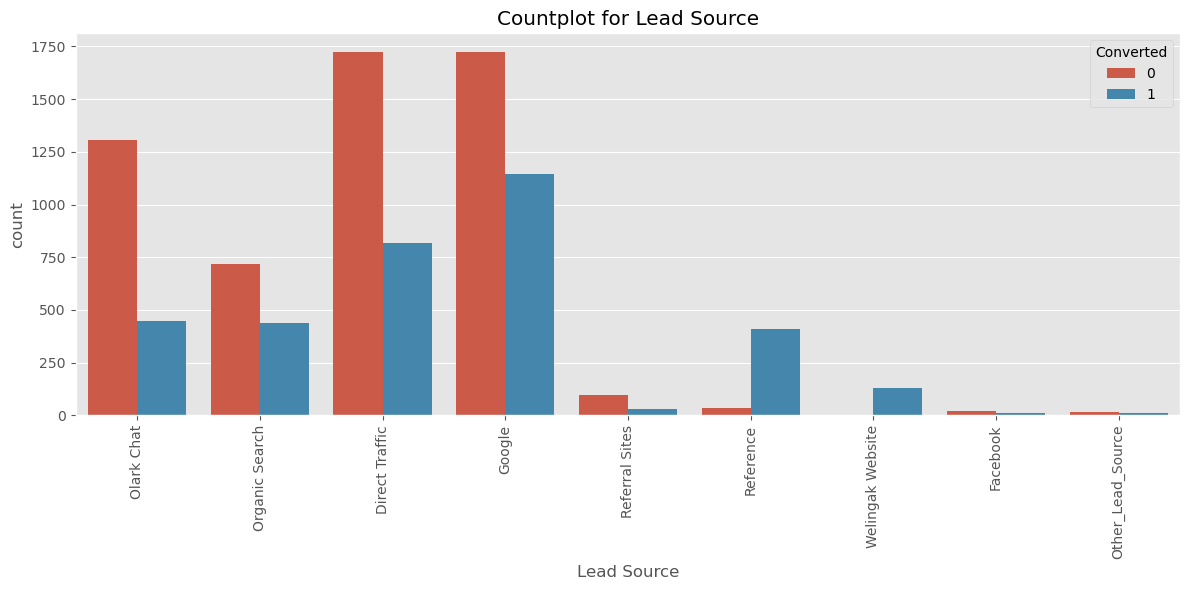 Countplot for Lead Source
Converted
0
1
count
1750
1500
1250
1000
750
500
250
0
Olark Chat
Organic Search
Direct Traffic
Google
Referral Sites
Reference
Welingak Website
Facebook
Other_Lead_Source
Lead Source